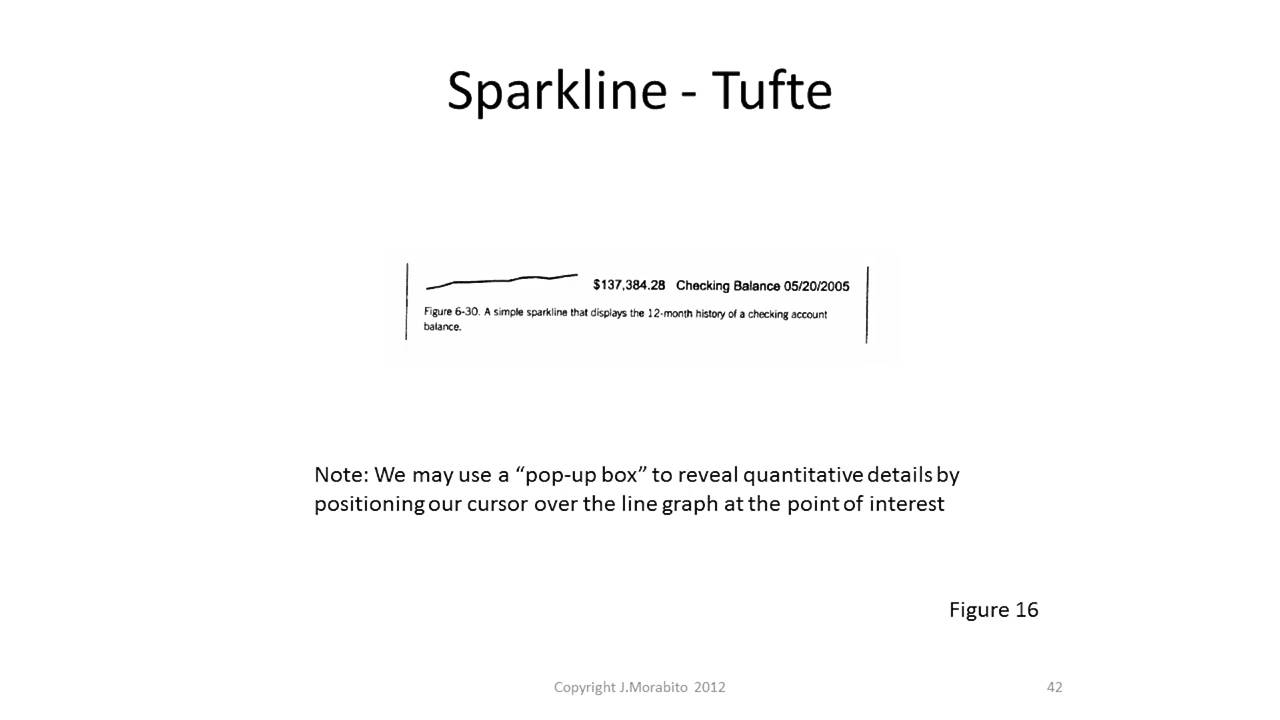 Sparkline - Tufte
$137,384.28 Checking Balance 05/20/2005
Figure 6-30. A simple sparkline that displays the 12-month history of a checking account
balance.
Note: We may use a “pop-up box” to reveal quantitative details by
positioning our cursor over the line graph at the point of interest
Figure 16
Copyright J.Morabito 2012
42